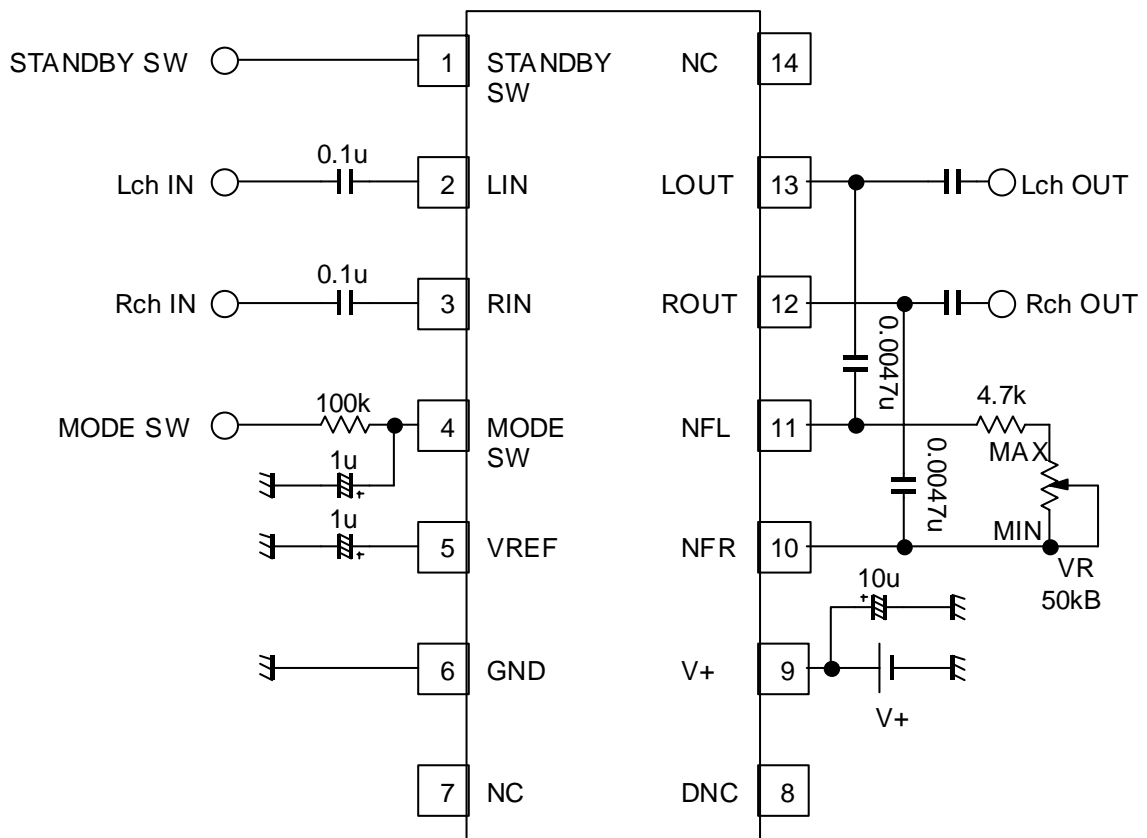 STANDBY SW
1
STANDBY
SW
NC
14
0.1u
Lch IN
2
LIN
LOUT
13
Lch OUT
0.1u
Rch IN
3
RIN
ROUT
12
Rch OUT
0.0047u
100k
MODE SW
4
MODE
SW
NFL
11
4.7k
MAX
1u
+
0.0047u
1u
+
5
VREF
NFR
10
MIN
VR
50kB
10u
+
6
GND
V+
9
V+
7
NC
DNC
8